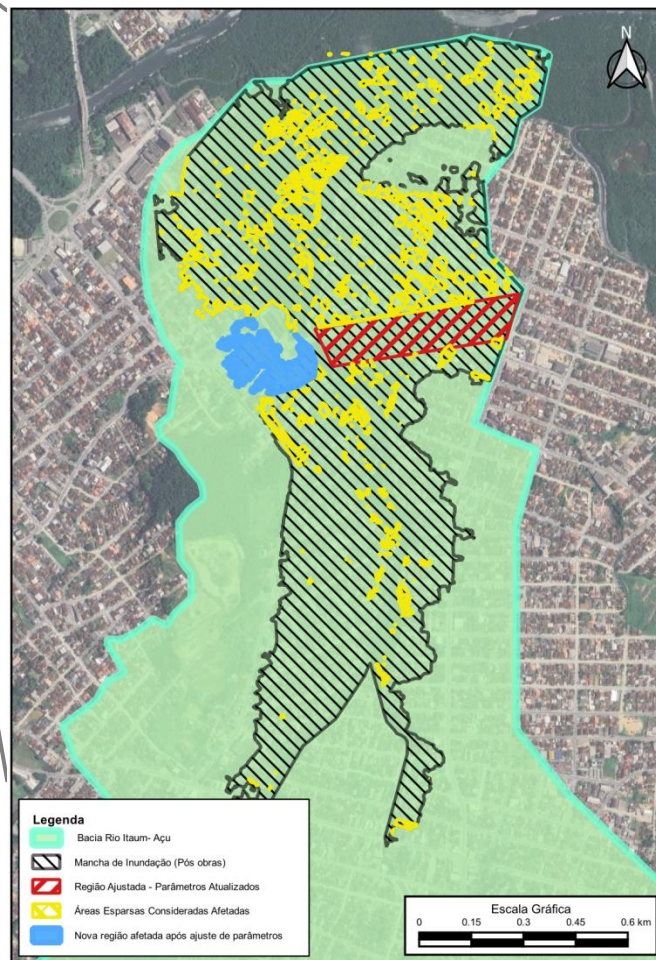 N
Legenda
Bacia Rio Itaum- Açu
Mancha de Inundação (Pós obras)
Região Ajustada - Parâmetros Atualizados
Áreas Esparsas Consideradas Afetadas
Nova região afetada após ajuste de parâmetros
Escala Gráfica
0 0.15 0.3 0.45 0.6 km